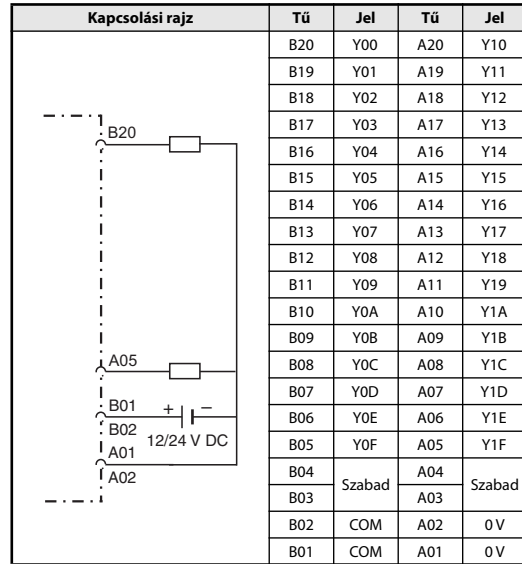 Kapcsolási rajz Tű Jel Tű Jel
B20 Y00 A20 Y10
B19 Y01 A19 Y11
B18 Y02 A18 Y12
B17 Y03 A17 Y13
B16 Y04 A16 Y14
B15 Y05 A15 Y15
B14 Y06 A14 Y16
B13 Y07 A13 Y17
B12 Y08 A12 Y18
B11 Y09 A11 Y19
B10 Y0A A10 Y1A
B09 Y0B A09 Y1B
B08 Y0C A08 Y1C
B07 Y0D A07 Y1D
B06 Y0E A06 Y1E
B05 Y0F A05 Y1F
B04 Szabad A04 Szabad
B03 A03
B02 COM A02 0 V
B01 COM A01 0 V
B20
A05
B01 + –
B02 12/24 V DC
A01
A02